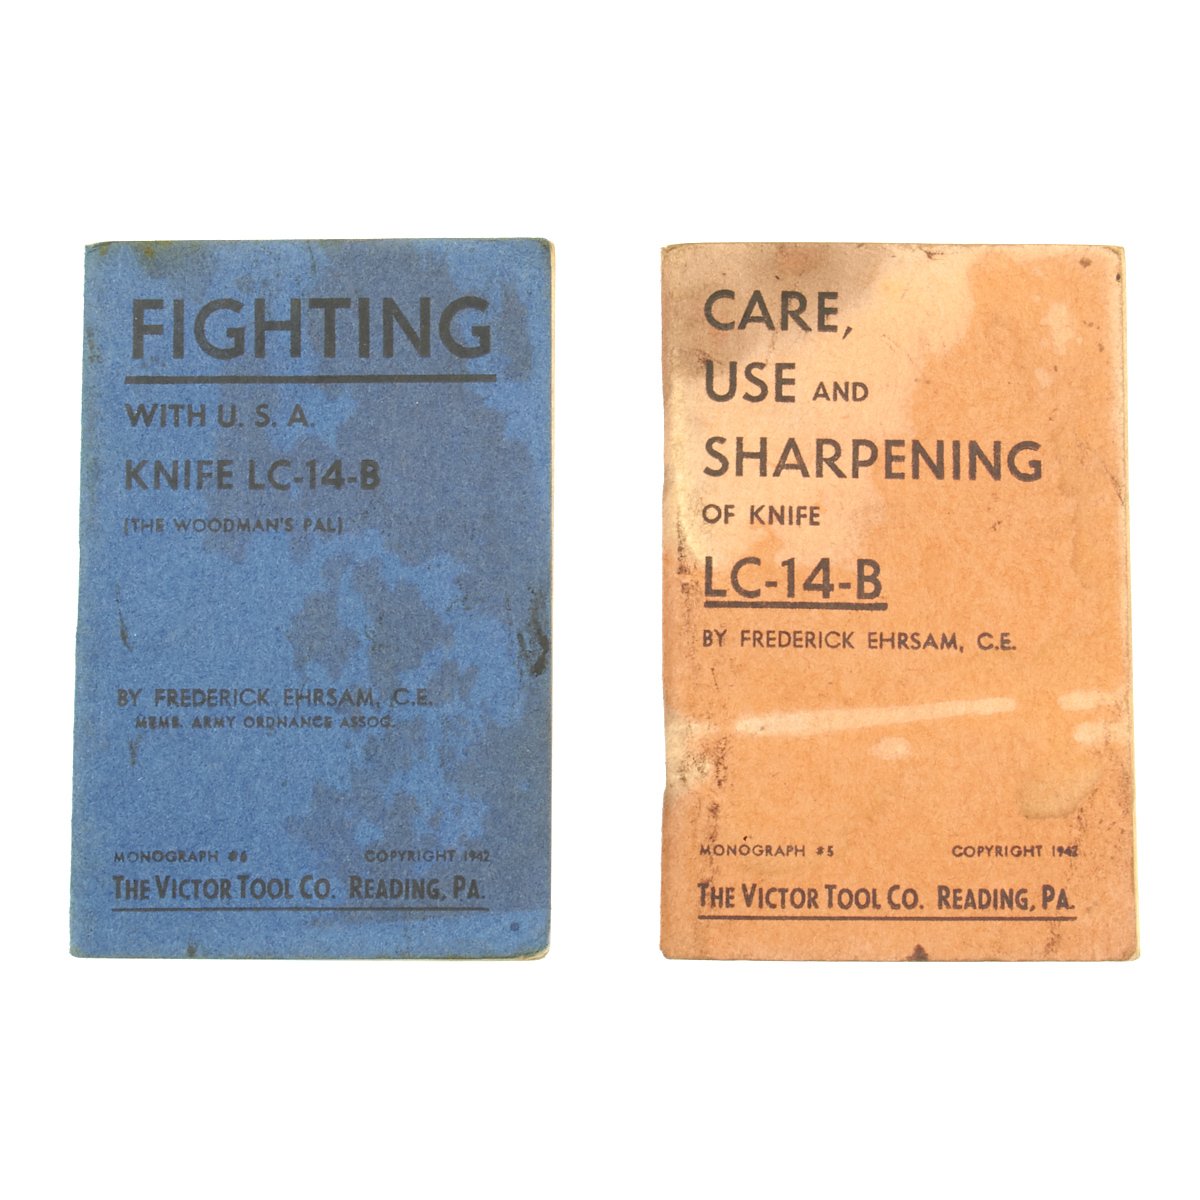 FIGHTING
WITH U. S. A.
KNIFE LC-14-B
(THE WOODMAN'S PAL)
BY FREDERICK EHRSAM, C.E.
MEMB. ARMY ORDNANCE ASSOC.
MONOGRAPH #6 COPYRIGHT 1942
THE VICTOR TOOL CO. READING, PA.
CARE,
USE AND
SHARPENING
OF KNIFE
LC-14-B
BY FREDERICK EHRSAM, C.E.
MONOGRAPH #5 COPYRIGHT 1942
THE VICTOR TOOL CO. READING, PA.